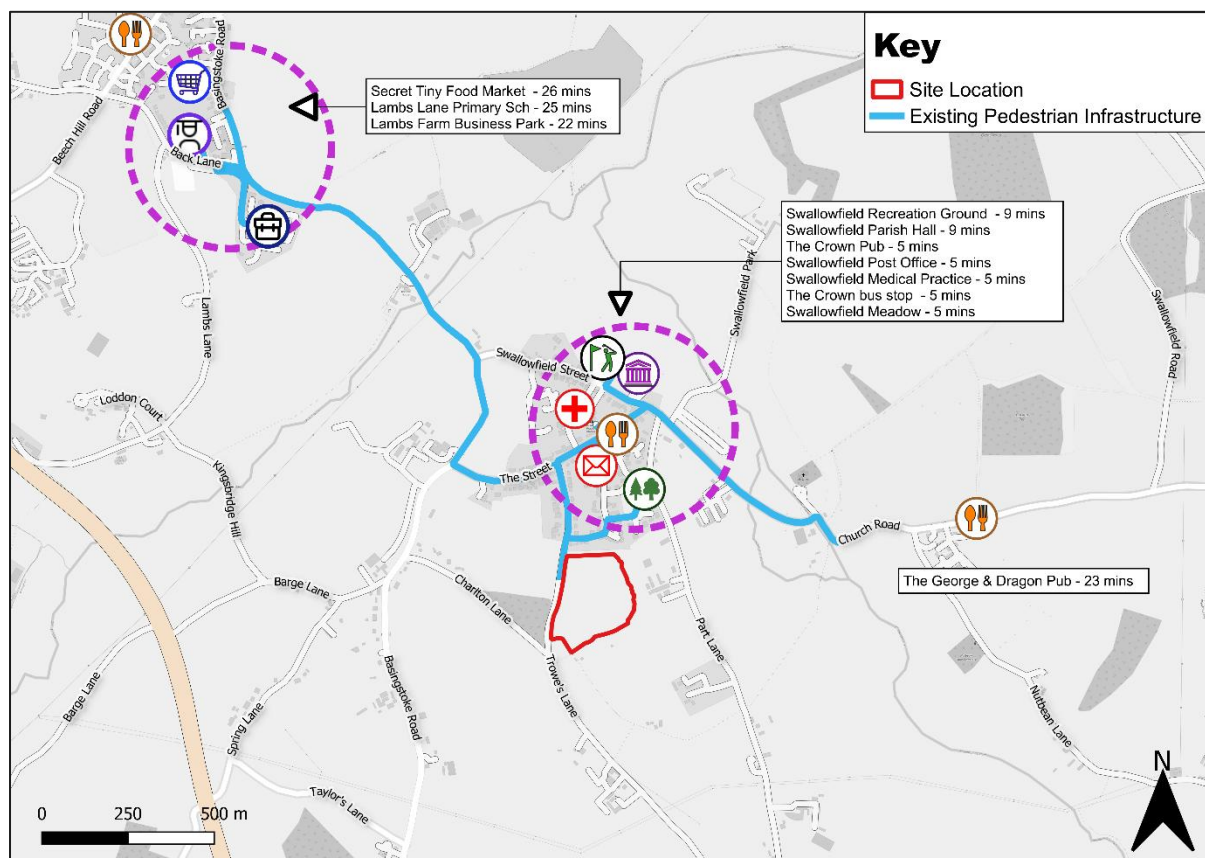 Key
Site Location
Existing Pedestrian Infrastructure
Basingstoke Road
Beech Hill Road
Back Lane
Secret Tiny Food Market - 26 mins
Lambs Lane Primary Sch - 25 mins
Lambs Farm Business Park - 22 mins
Swallowfield Recreation Ground - 9 mins
Swallowfield Parish Hall - 9 mins
The Crown Pub - 5 mins
Swallowfield Post Office - 5 mins
Swallowfield Medical Practice - 5 mins
The Crown bus stop - 5 mins
Swallowfield Meadow - 5 mins
Swallowfield Park
Swallowfield Road
Lambs Lane
Swallowfield Street
Loddon Court
Kingsbridge Hill
The Street
Church Road
The George & Dragon Pub - 23 mins
Barge Lane
Charlton Lane
Part Lane
Trowe's Lane
Basingstoke Road
Barge Lane
Spring Lane
Nutbean Lane
Taylor's Lane
N
0 250 500 m